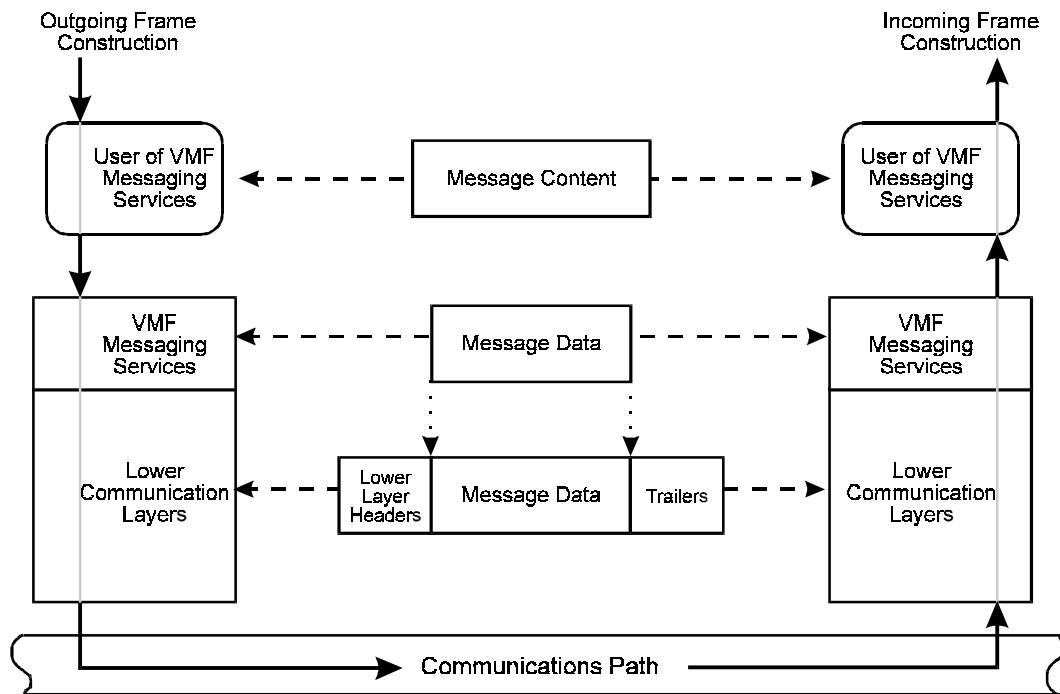 Outgoing Frame
Construction
Incoming Frame
Construction
User of VMF
Messaging
Services
Message Content
User of VMF
Messaging
Services
VMF
Messaging
Services
Message Data
VMF
Messaging
Services
Lower
Communication
Layers
Lower
Layer
Headers
Message Data
Trailers
Lower
Communication
Layers
Communications Path